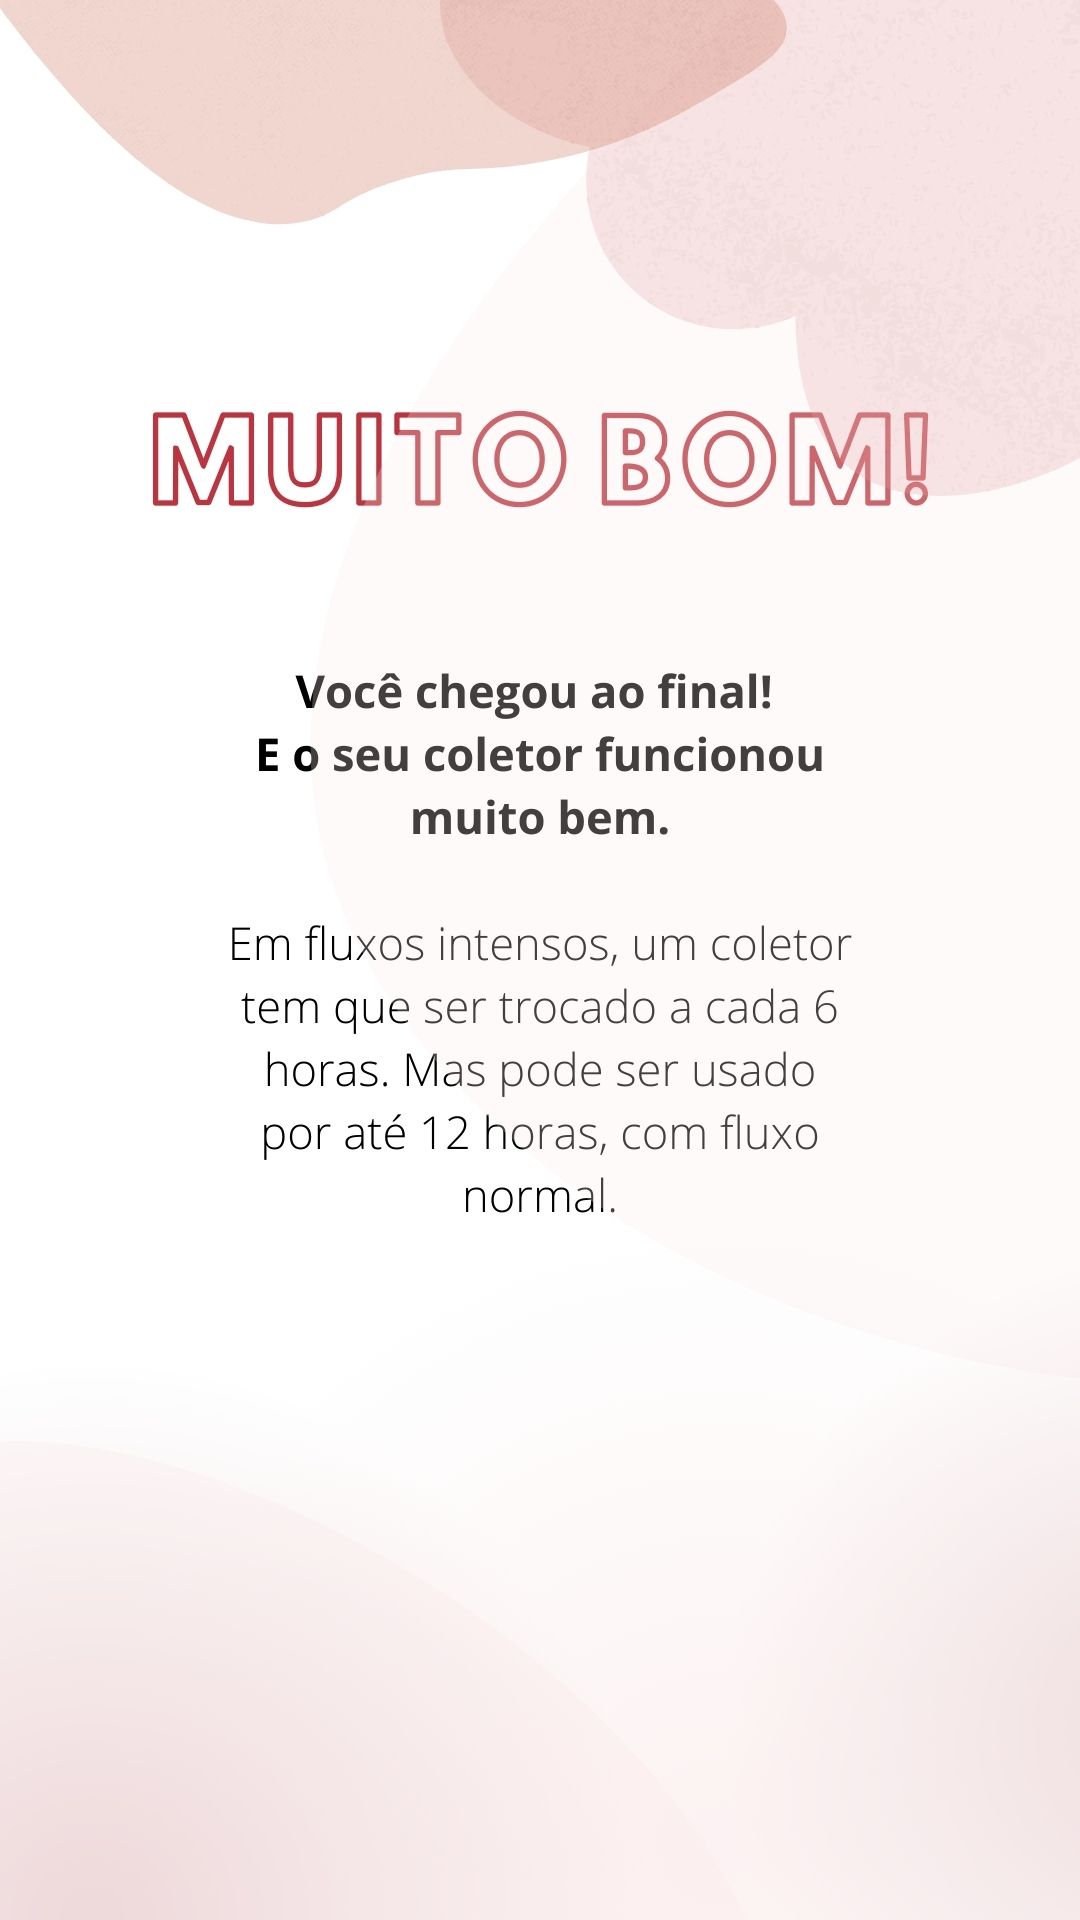 MUITO BOM!
Você chegou ao final!
E o seu coletor funcionou
muito bem.
Em fluxos intensos, um coletor
tem que ser trocado a cada 6
horas. Mas pode ser usado
por até 12 horas, com fluxo
normal.